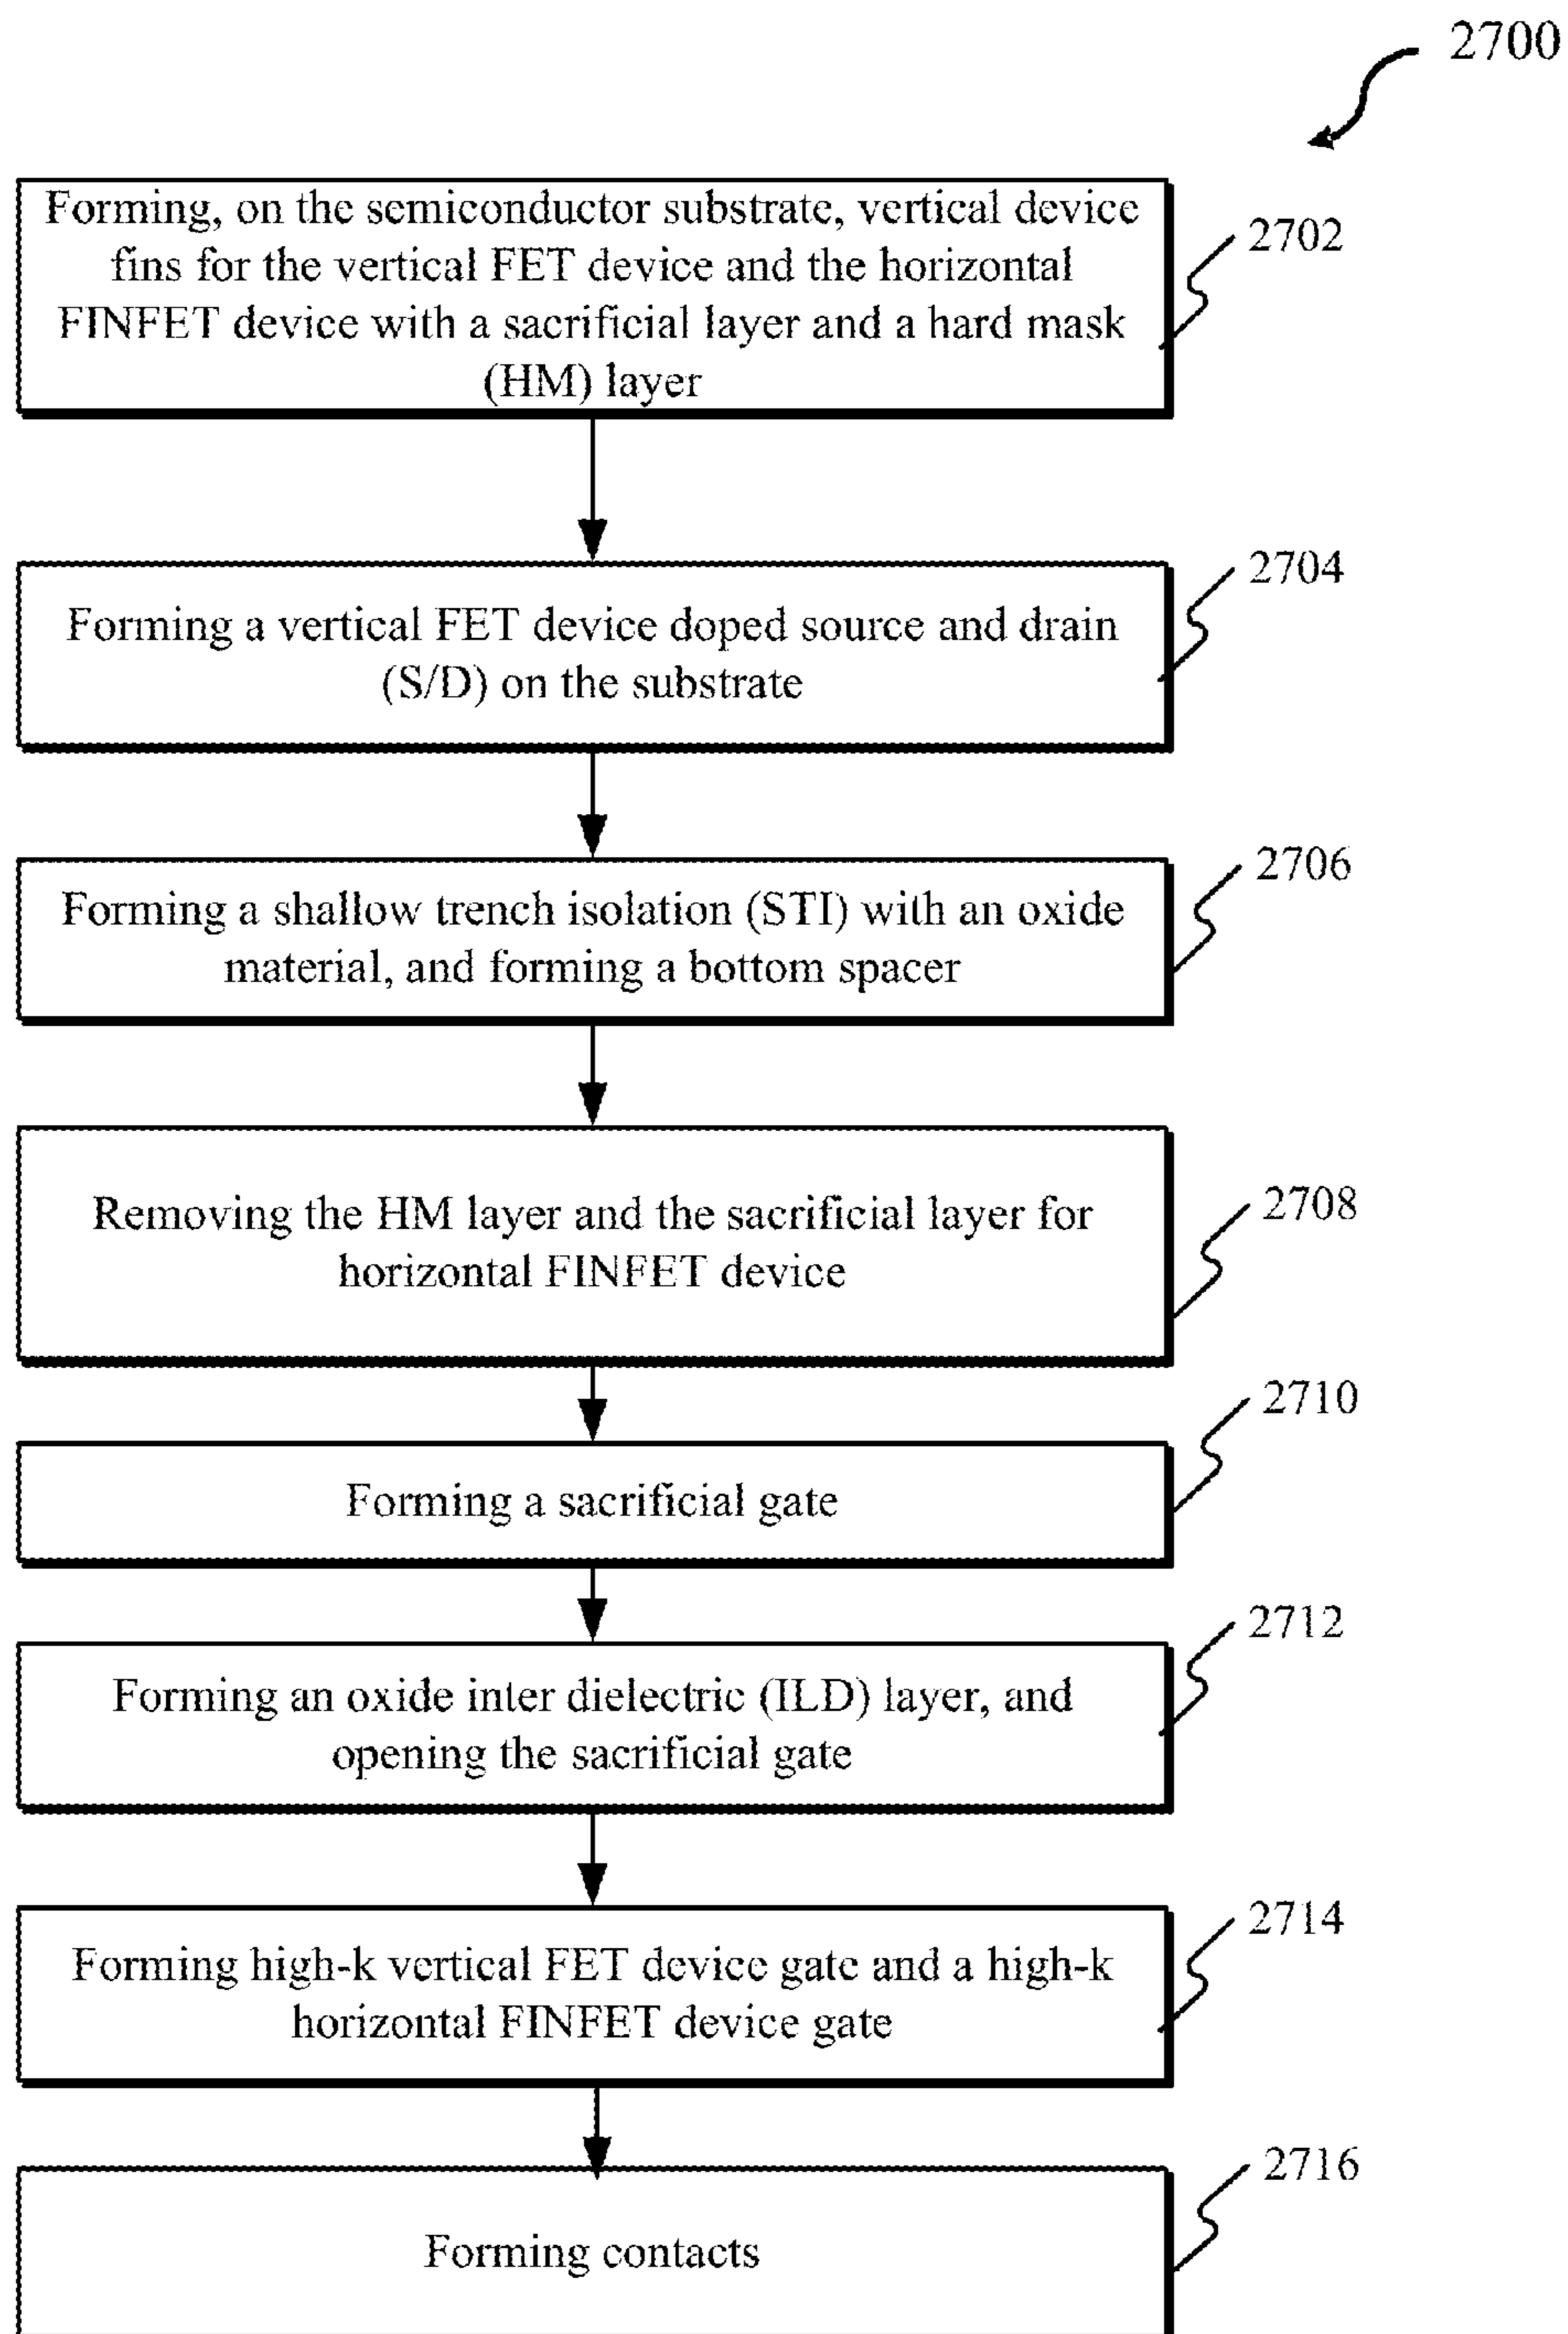 2700
Forming, on the semiconductor substrate, vertical device
fins for the vertical FET device and the horizontal
FINFET device with a sacrificial layer and a hard mask
(HM) layer
2702
Forming a vertical FET device doped source and drain
(S/D) on the substrate
2704
Forming a shallow trench isolation (STI) with an oxide
material, and forming a bottom spacer
2706
Removing the HM layer and the sacrificial layer for
horizontal FINFET device
2708
Forming a sacrificial gate
2710
Forming an oxide inter dielectric (ILD) layer, and
opening the sacrificial gate
2712
Forming high-k vertical FET device gate and a high-k
horizontal FINFET device gate
2714
Forming contacts
2716